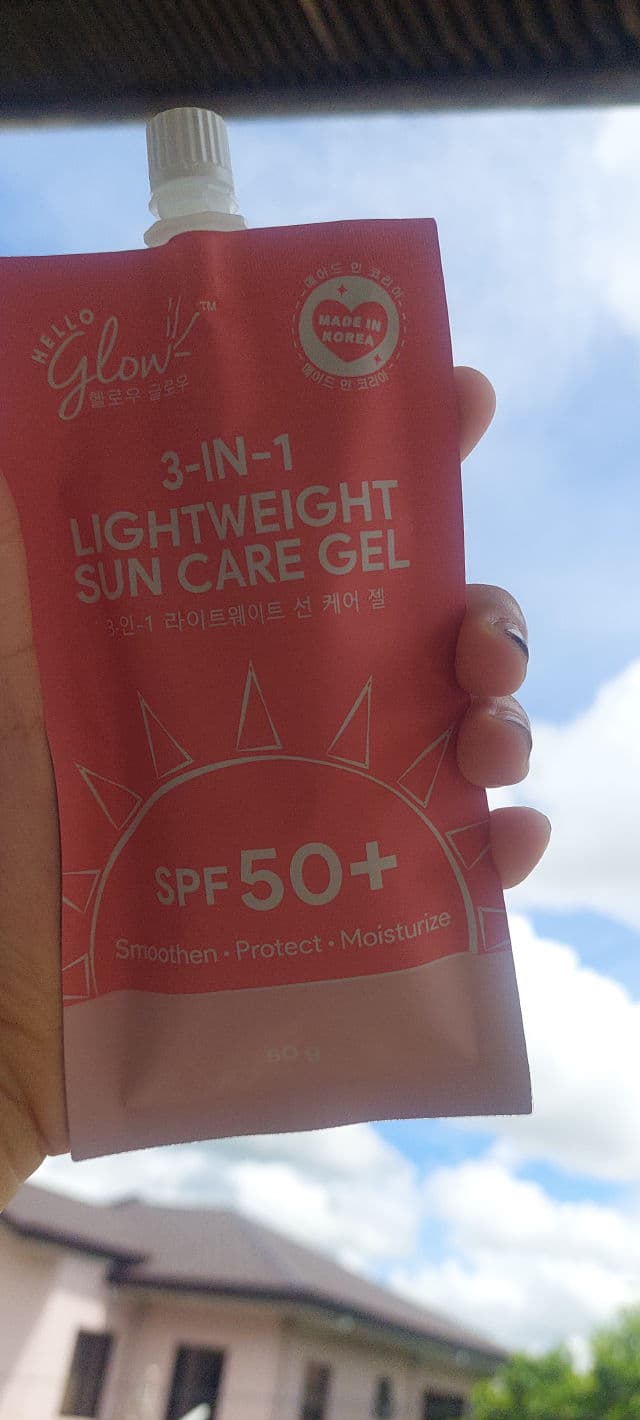 HELLO
Glow™
헬로우 글로우
메이드 인 코리아
MADE IN
KOREA
메이드 인 코리아
3-IN-1
LIGHTWEIGHT
SUN CARE GEL
3-인-1 라이트웨이트 선 케어 젤
SPF 50+
Smoothen • Protect • Moisturize
50 g